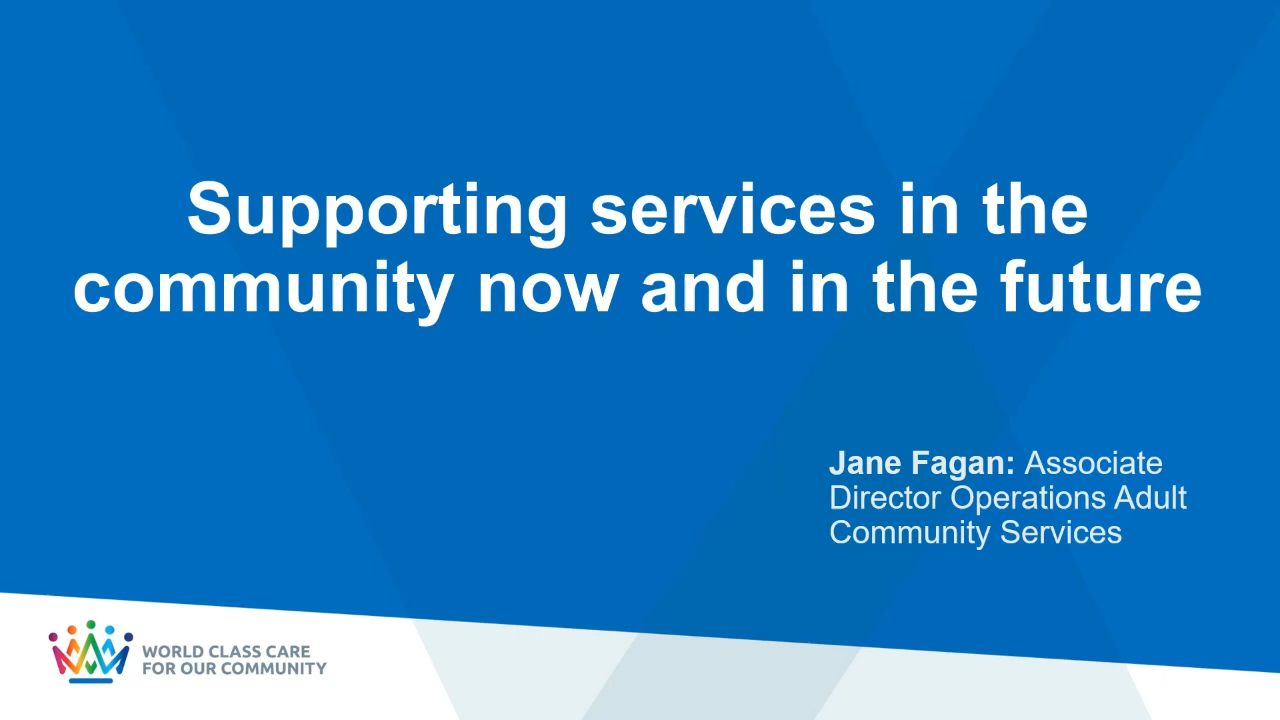 Supporting services in the
community now and in the future
Jane Fagan: Associate
Director Operations Adult
Community Services
WORLD CLASS CARE
FOR OUR COMMUNITY